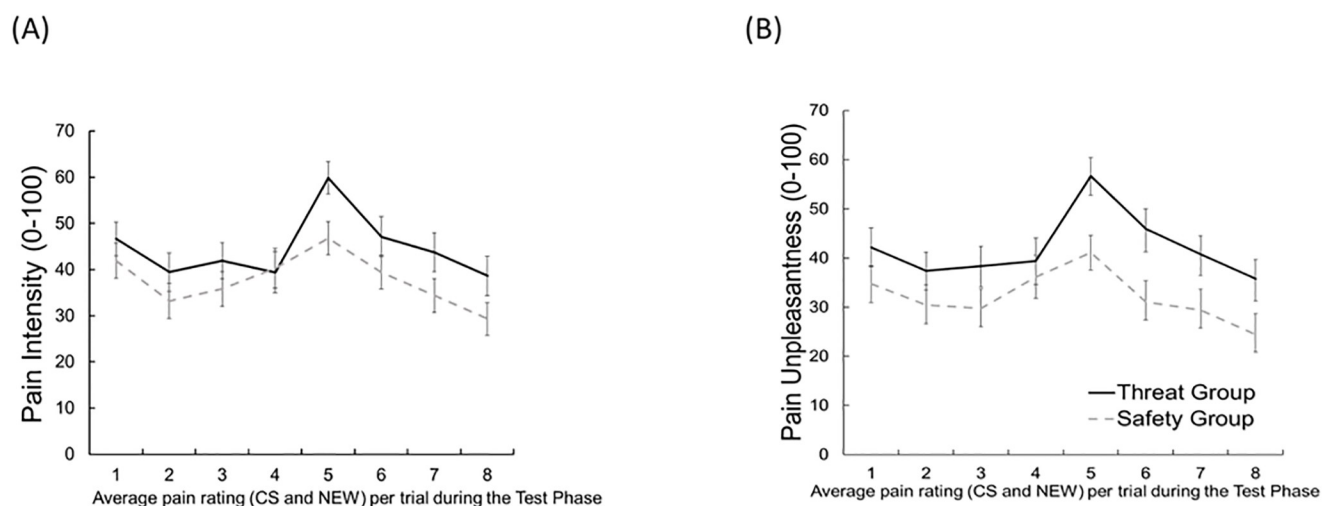 (A)
(B)
Pain Intensity (0-100)
70
60
50
40
30
20
10
0
1 2 3 4 5 6 7 8
Average pain rating (CS and NEW) per trial during the Test Phase
Pain Unpleasantness (0-100)
70
60
50
40
30
20
10
0
Threat Group
Safety Group
1 2 3 4 5 6 7 8
Average pain rating (CS and NEW) per trial during the Test Phase